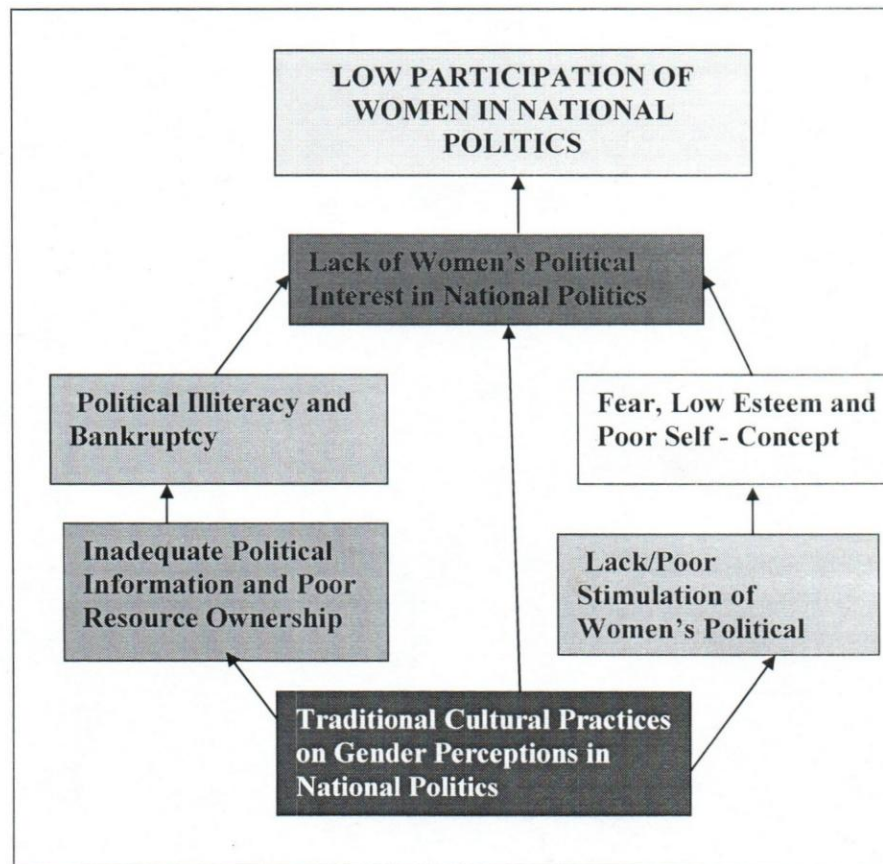 LOW PARTICIPATION OF
WOMEN IN NATIONAL
POLITICS
Lack of Women's Political
Interest in National Politics
Political Illiteracy and
Bankruptcy
Fear, Low Esteem and
Poor Self - Concept
Inadequate Political
Information and Poor
Resource Ownership
Lack/Poor
Stimulation of
Women's Political
Traditional Cultural Practices
on Gender Perceptions in
National Politics